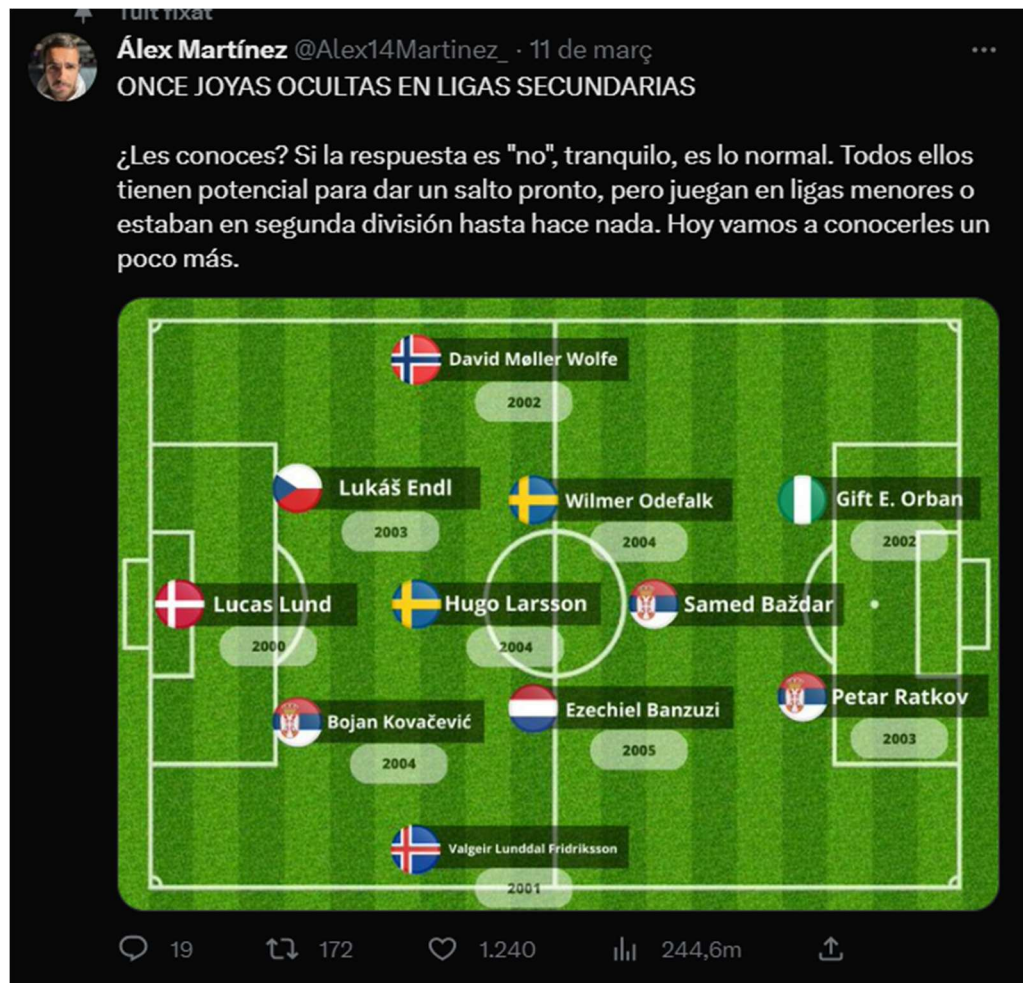 Tuit fixat
Álex Martínez @Alex14Martinez_ · 11 de març
ONCE JOYAS OCULTAS EN LIGAS SECUNDARIAS
¿Les conoces? Si la respuesta es "no", tranquilo, es lo normal. Todos ellos
tienen potencial para dar un salto pronto, pero juegan en ligas menores o
estaban en segunda división hasta hace nada. Hoy vamos a conocerles un
poco más.
David Møller Wolfe
2002
Lukáš Endl
2003
Wilmer Odefalk
2004
Gift E. Orban
2002
Lucas Lund
2000
Hugo Larsson
2004
Samed Baždar
Bojan Kovačević
2004
Ezechiel Banzuzi
2005
Petar Ratkov
2003
Valgeir Lunddal Fridriksson
2001
19 172 1.240 244,6m